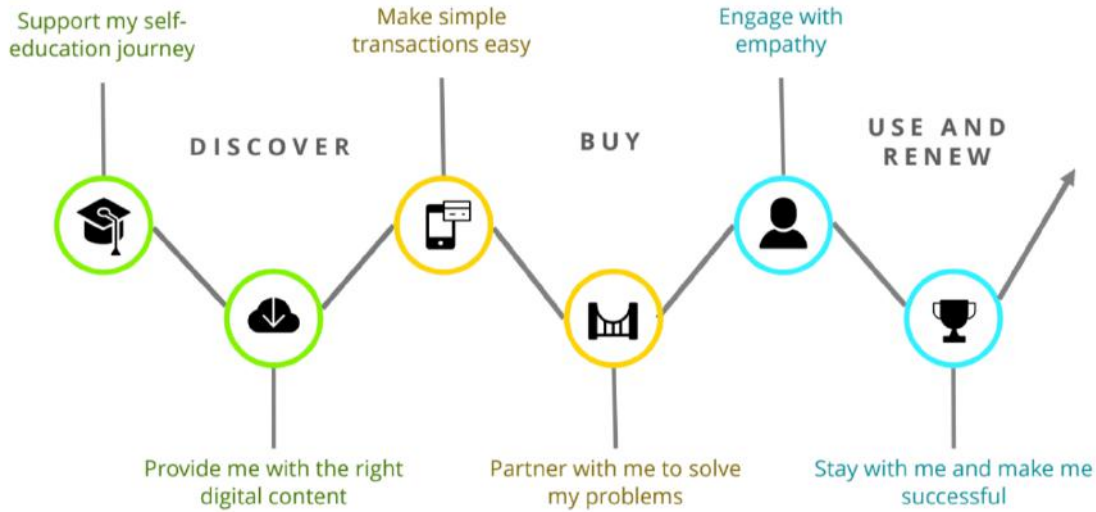 Support my self-
education journey
Make simple
transactions easy
Engage with
empathy
DISCOVER
BUY
USE AND
RENEW
Provide me with the right
digital content
Partner with me to solve
my problems
Stay with me and make me
successful